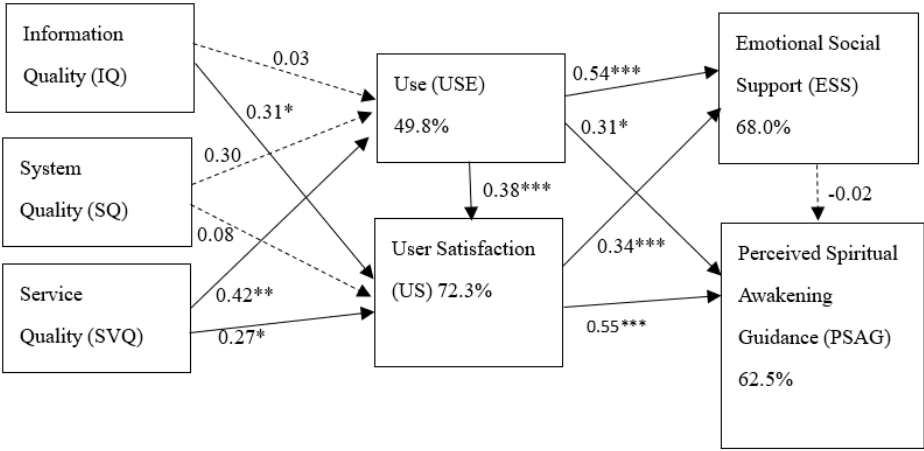 Information
Quality (IQ)
System
Quality (SQ)
Service
Quality (SVQ)
0.03
0.31*
0.30
0.08
0.42**
0.27*
Use (USE)
49.8%
0.38***
User Satisfaction
(US) 72.3%
0.54***
0.31*
0.34***
0.55***
Emotional Social
Support (ESS)
68.0%
-0.02
Perceived Spiritual
Awakening
Guidance (PSAG)
62.5%